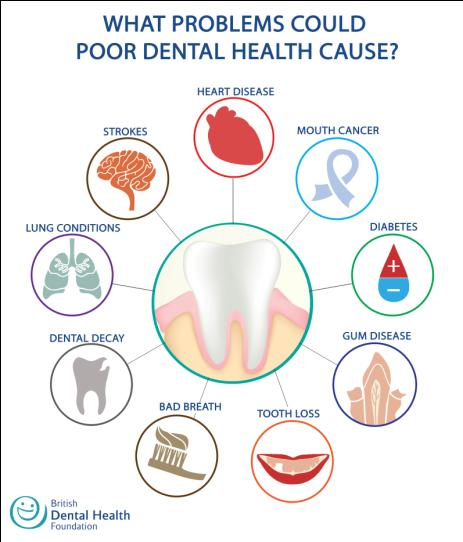 WHAT PROBLEMS COULD
POOR DENTAL HEALTH CAUSE?
HEART DISEASE
STROKES
MOUTH CANCER
LUNG CONDITIONS
DIABETES
DENTAL DECAY
GUM DISEASE
BAD BREATH
TOOTH LOSS
British
Dental Health
Foundation